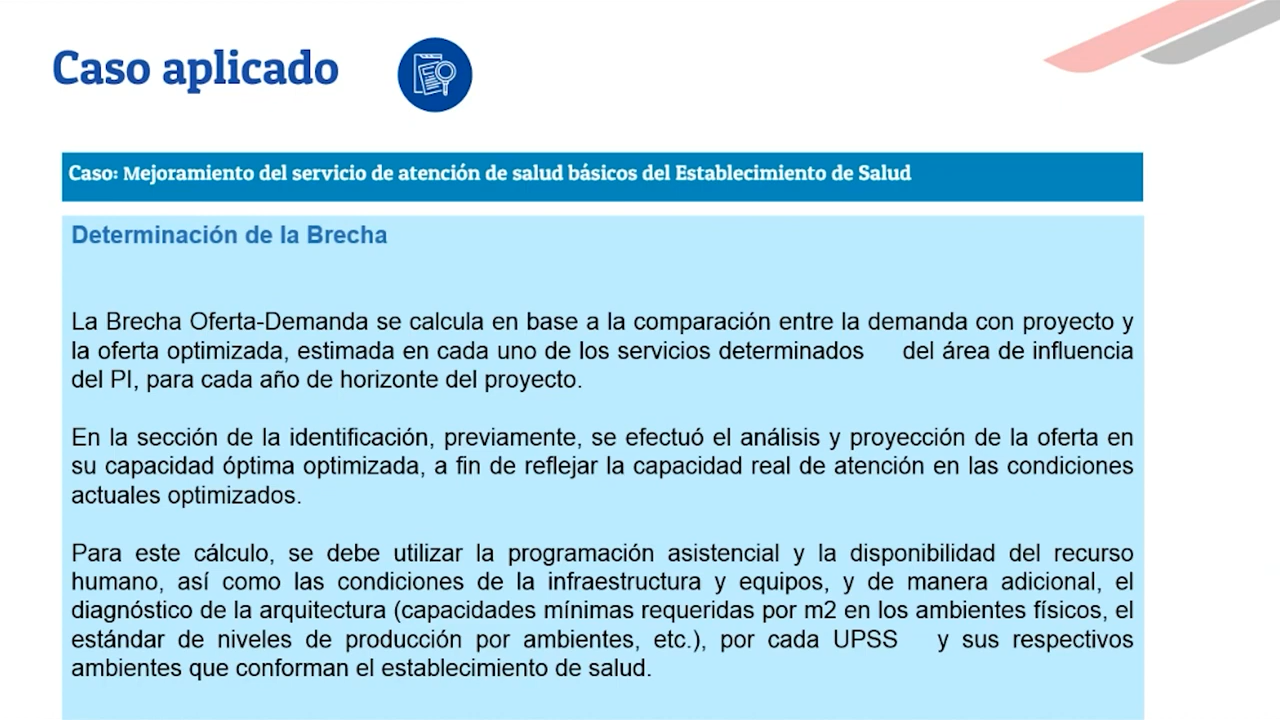 Caso aplicado
Caso: Mejoramiento del servicio de atención de salud básicos del Establecimiento de Salud
Determinación de la Brecha
La Brecha Oferta-Demanda se calcula en base a la comparación entre la demanda con proyecto y
la oferta optimizada, estimada en cada uno de los servicios determinados del área de influencia
del PI, para cada año de horizonte del proyecto.
En la sección de la identificación, previamente, se efectuó el análisis y proyección de la oferta en
su capacidad óptima optimizada, a fin de reflejar la capacidad real de atención en las condiciones
actuales optimizados.
Para este cálculo, se debe utilizar la programación asistencial y la disponibilidad del recurso
humano, así como las condiciones de la infraestructura y equipos, y de manera adicional, el
diagnóstico de la arquitectura (capacidades mínimas requeridas por m2 en los ambientes físicos, el
estándar de niveles de producción por ambientes, etc.), por cada UPSS y sus respectivos
ambientes que conforman el establecimiento de salud.